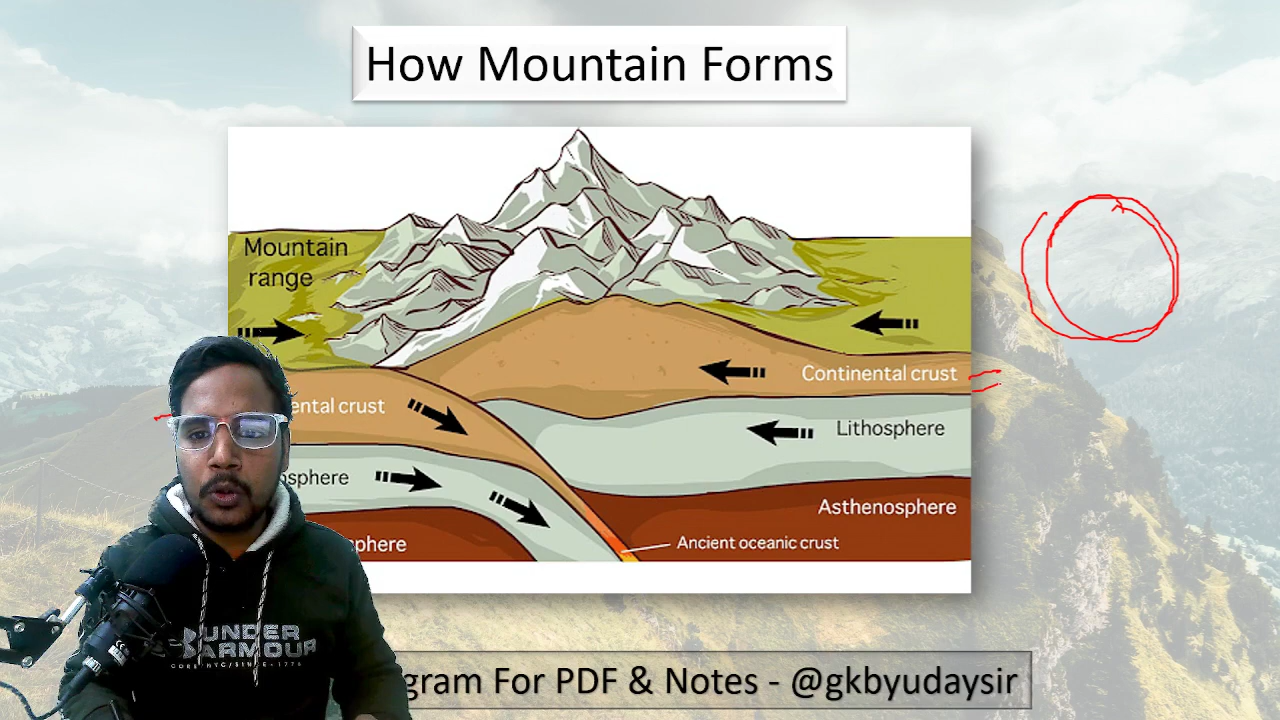 How Mountain Forms
Mountain
range
Continental crust
ental crust
Lithosphere
osphere
Asthenosphere
sphere
Ancient oceanic crust
UNDER
ARMOUR
gram For PDF & Notes - @gkbyudaysir